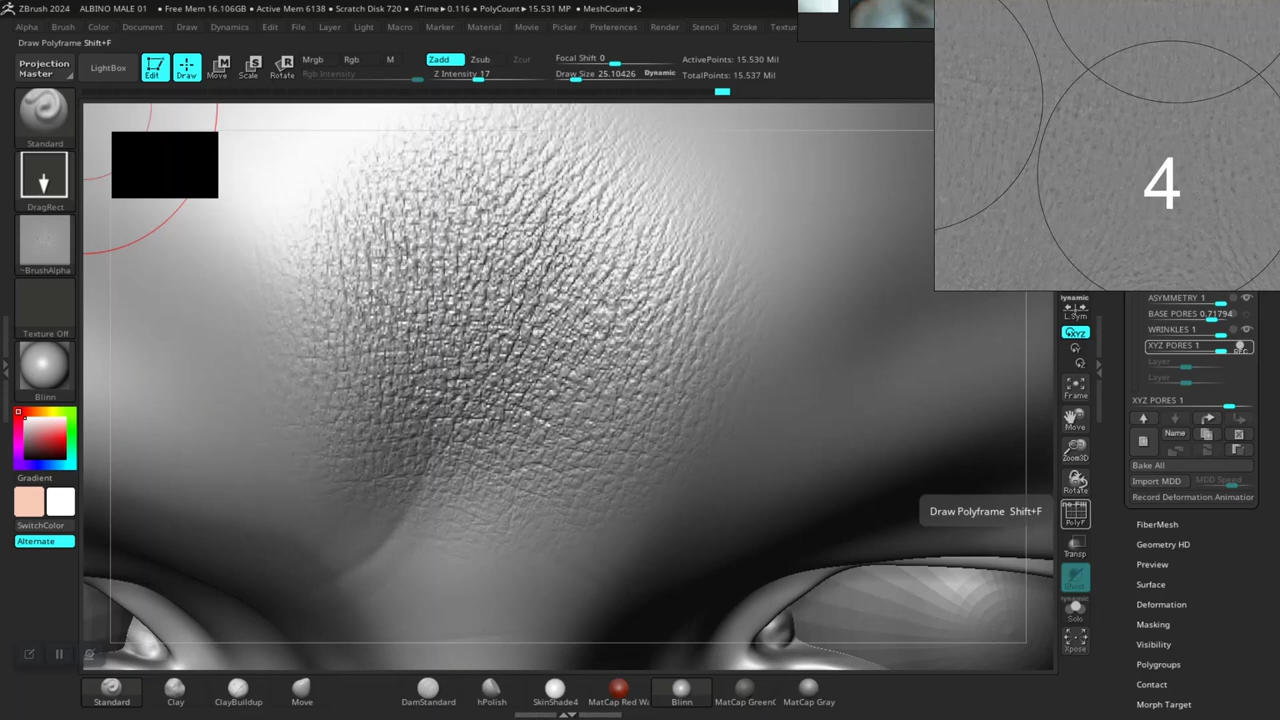 ZBrush 2024 ALBINO MALE 01 • Free Mem 16.106GB • Active Mem 6138 • Scratch Disk 720 • ATime▸0.116 • PolyCount▸15.531 MP • MeshCount▸2
Alpha Brush Color Document Draw Dynamics Edit File Layer Light Macro Marker Material Movie Picker Preferences Render Stencil Stroke
Draw Polyframe Shift+F
Projection Master
LightBox
Edit
Draw
Move
Scale
Rotate
Mrgb Rgb M
Rgb Intensity
Zadd Zsub Zcut
Z Intensity 17
Focal Shift 0
Draw Size 25.10426 Dynamic
ActivePoints: 15.530 Mil
TotalPoints: 15.537 Mil
Standard
DragRect
~BrushAlpha
Texture Off
Blinn
Gradient
SwitchColor
Alternate
4
Dynamic
L.Sym
XYZ
Frame
Move
Zoom3D
Rotate
PolyF
Transp
Ghost
Dynamic
Solo
Xpose
Draw Polyframe Shift+F
ASYMMETRY 1
BASE PORES 0.71794
WRINKLES 1
XYZ PORES 1
REC
Layer
Layer
XYZ PORES 1
Name
Bake All
Import MDD MDD Speed
Record Deformation Animation
FiberMesh
Geometry HD
Preview
Surface
Deformation
Masking
Visibility
Polygroups
Contact
Morph Target
Standard Clay ClayBuildup Move DamStandard hPolish SkinShade4 MatCap Red Wa Blinn MatCap GreenC MatCap Gray